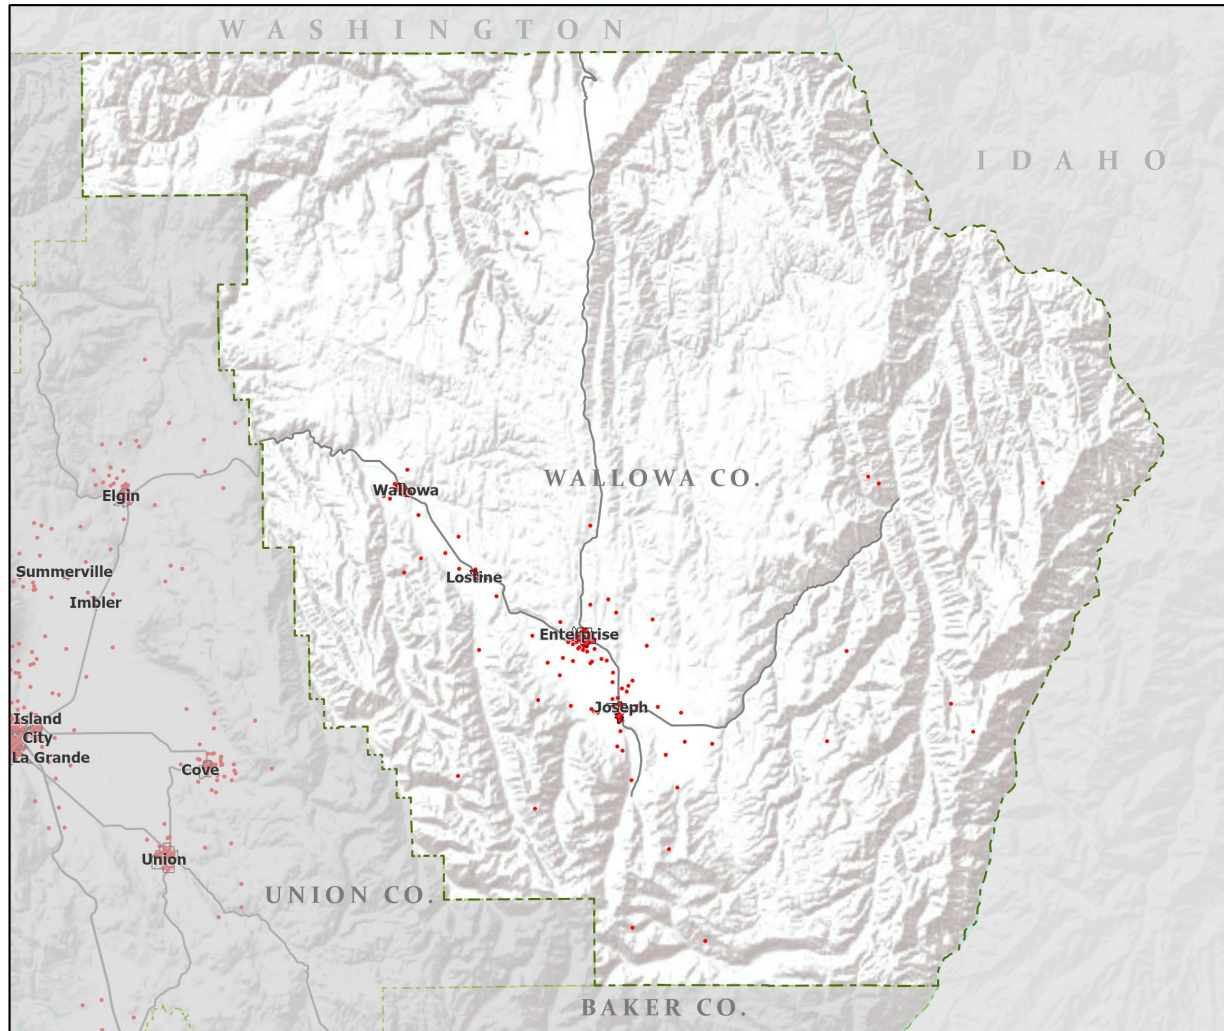 WASHINGTON
IDAHO
WALLOWA CO.
Wallowa
Elgin
Summerville
Lostine
Imbler
Enterprise
Joseph
Island
City
La Grande
Cove
Union
UNION CO.
BAKER CO.